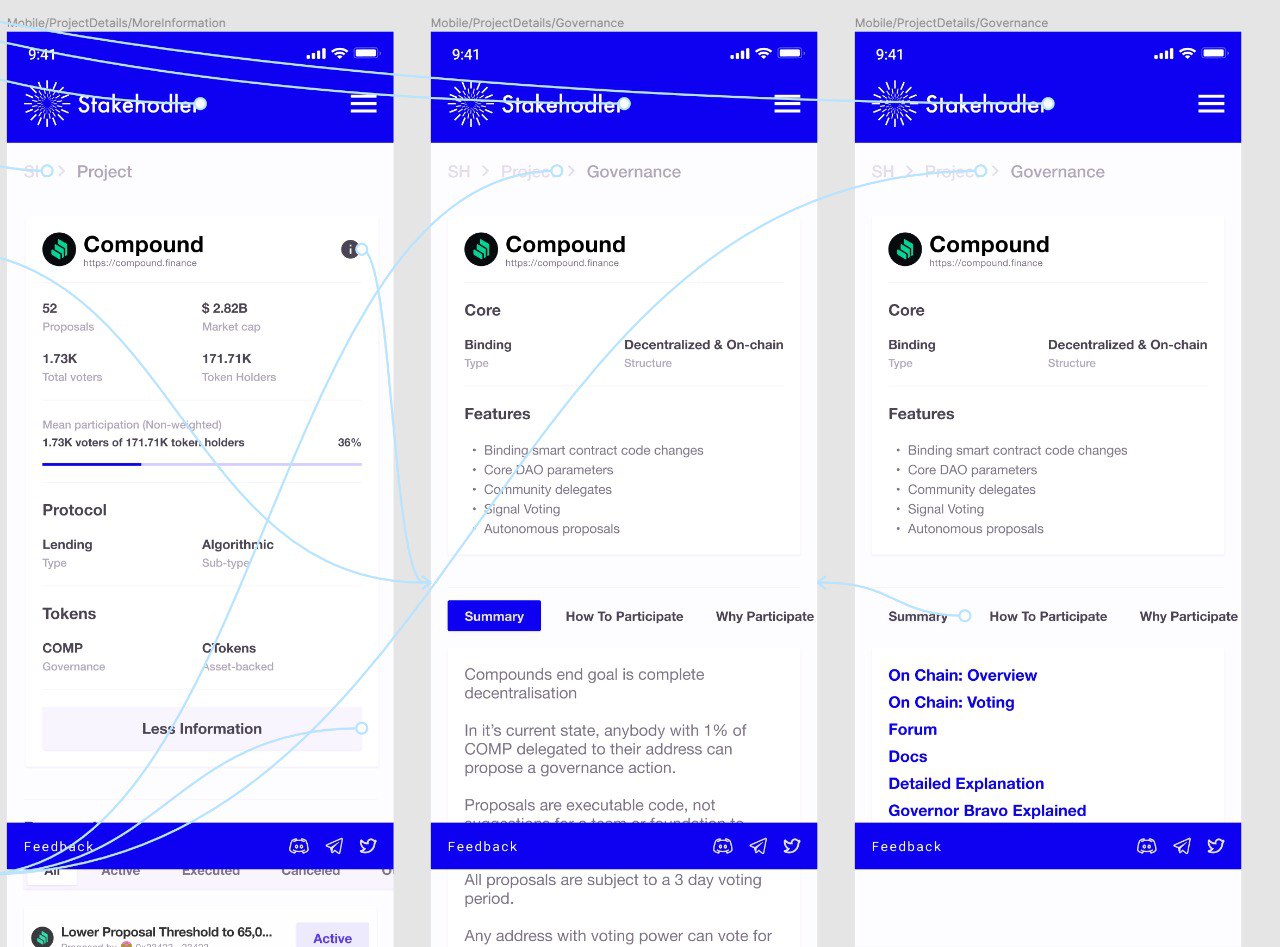 Mobile/ProjectDetails/MoreInformation
9:41
Stakehodler
SH > Project
Compound
https://compound.finance
52
Proposals
$ 2.82B
Market cap
1.73K
Total voters
171.71K
Token Holders
Mean participation (Non-weighted)
1.73K voters of 171.71K token holders
36%
Protocol
Lending
Type
Algorithmic
Sub-type
Tokens
COMP
Governance
CTokens
Asset-backed
Less Information
Feedback
All Active Executed Canceled
Lower Proposal Threshold to 65,0...
Active
Mobile/ProjectDetails/Governance
9:41
Stakehodler
SH > Project > Governance
Compound
https://compound.finance
Core
Binding
Type
Decentralized & On-chain
Structure
Features
• Binding smart contract code changes
• Core DAO parameters
• Community delegates
• Signal Voting
• Autonomous proposals
Summary How To Participate Why Participate
Compounds end goal is complete
decentralisation
In it's current state, anybody with 1% of
COMP delegated to their address can
propose a governance action.
Proposals are executable code, not
suggestions for a team or foundation to
Feedback
All proposals are subject to a 3 day voting
period.
Any address with voting power can vote for
Mobile/ProjectDetails/Governance
9:41
Stakehodler
SH > Project > Governance
Compound
https://compound.finance
Core
Binding
Type
Decentralized & On-chain
Structure
Features
• Binding smart contract code changes
• Core DAO parameters
• Community delegates
• Signal Voting
• Autonomous proposals
Summary How To Participate Why Participate
On Chain: Overview
On Chain: Voting
Forum
Docs
Detailed Explanation
Governor Bravo Explained
Feedback